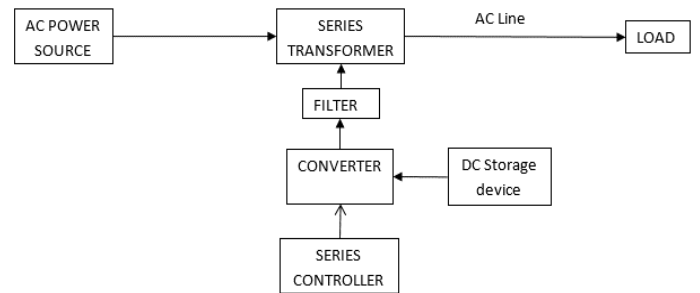 AC POWER
SOURCE
SERIES
TRANSFORMER
AC Line
LOAD
FILTER
CONVERTER
DC Storage
device
SERIES
CONTROLLER